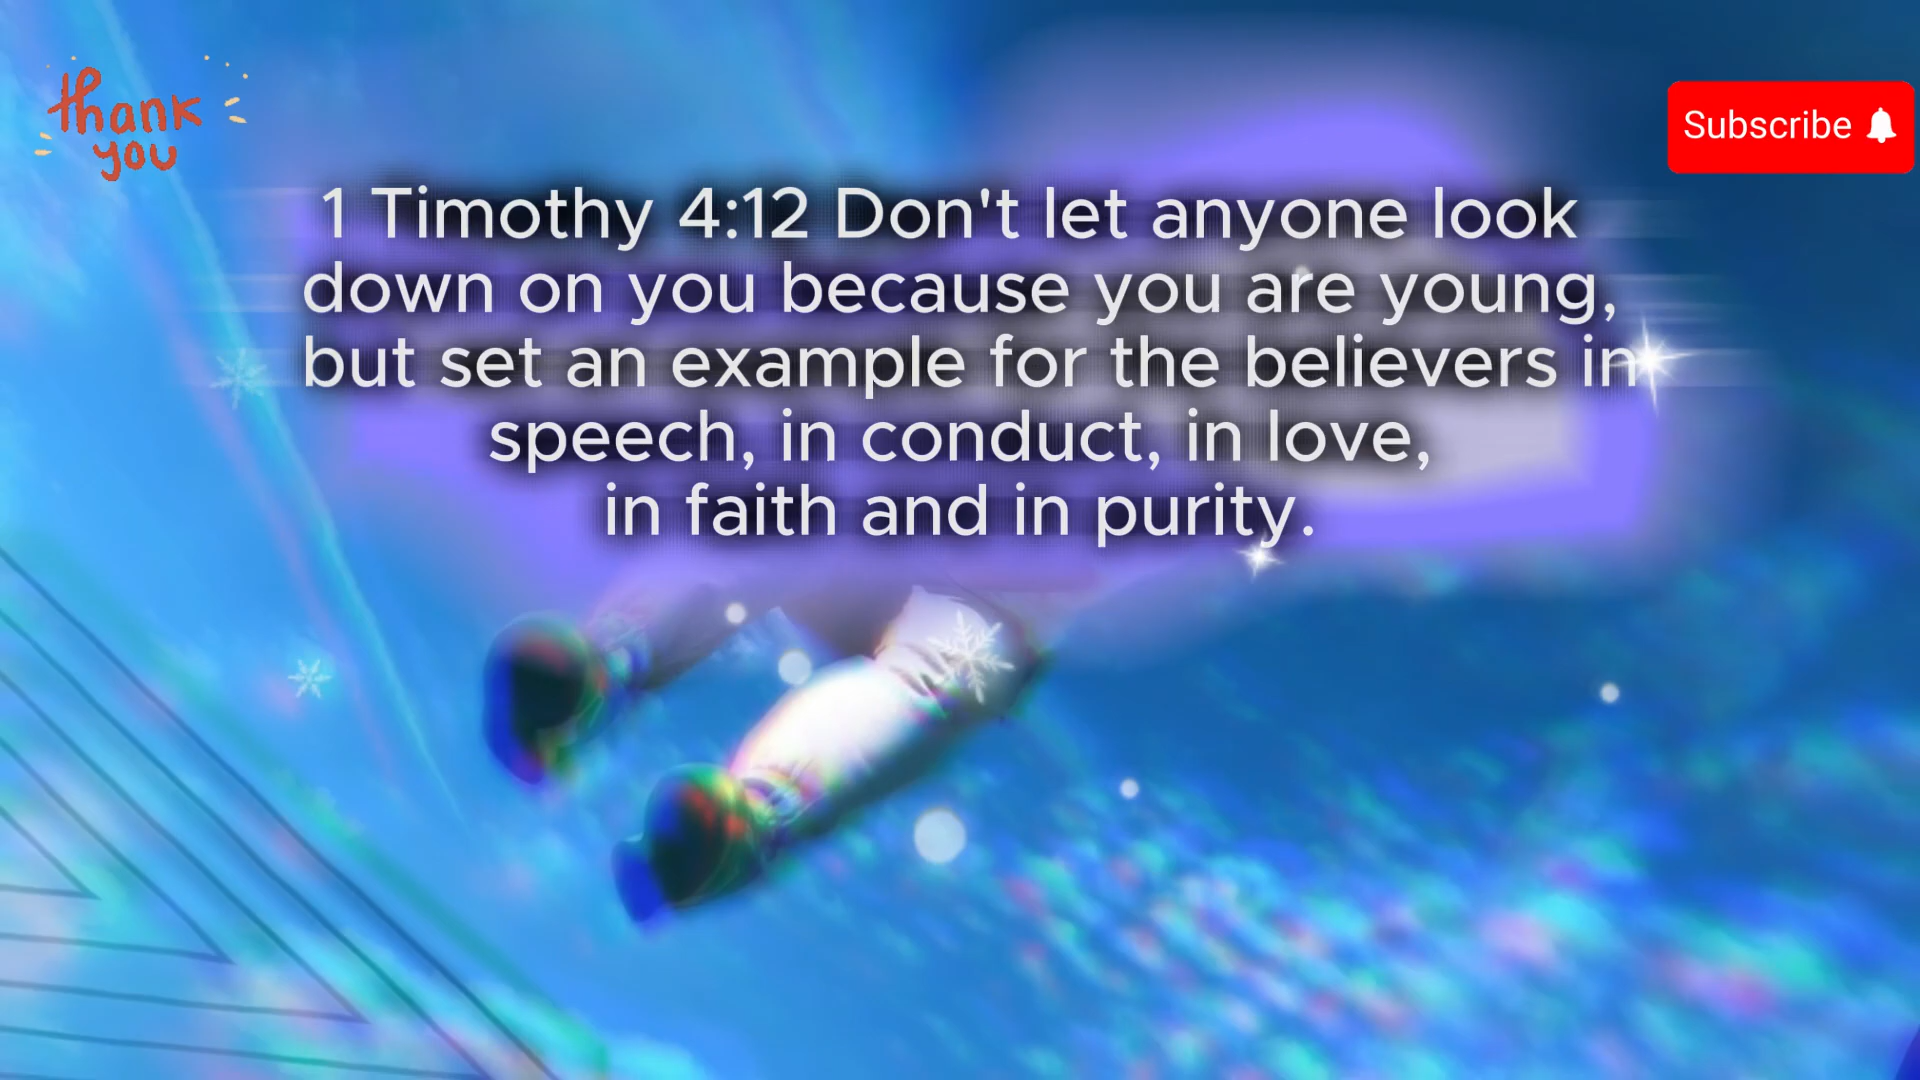 thank
you
Subscribe
1 Timothy 4:12 Don't let anyone look
down on you because you are young,
but set an example for the believers in
speech, in conduct, in love,
in faith and in purity.